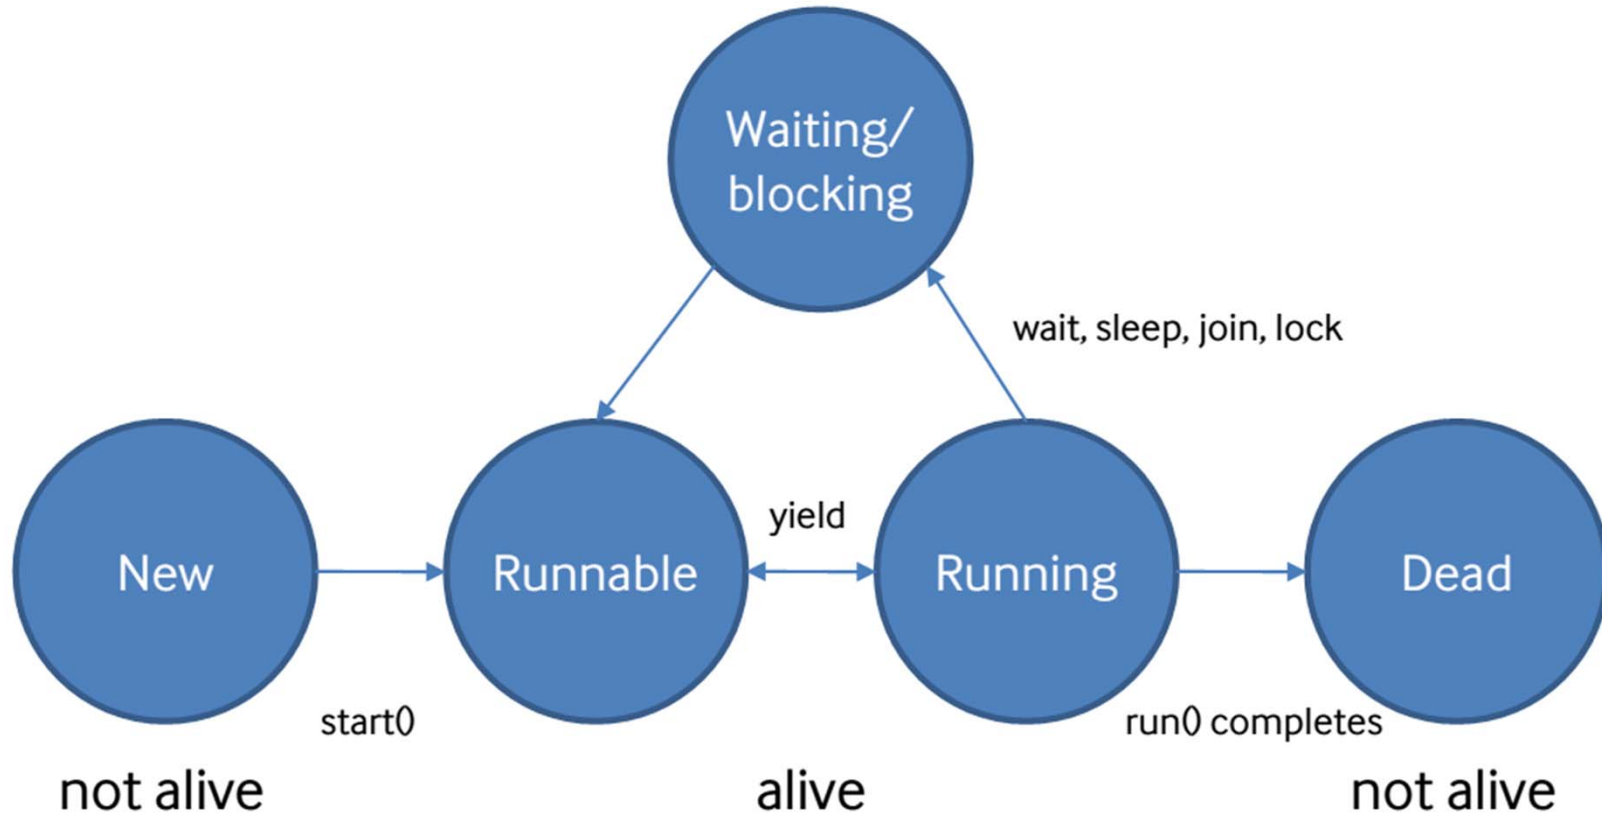 Waiting/
blocking
wait, sleep, join, lock
yield
New
Runnable
Running
Dead
start()
run() completes
not alive
alive
not alive